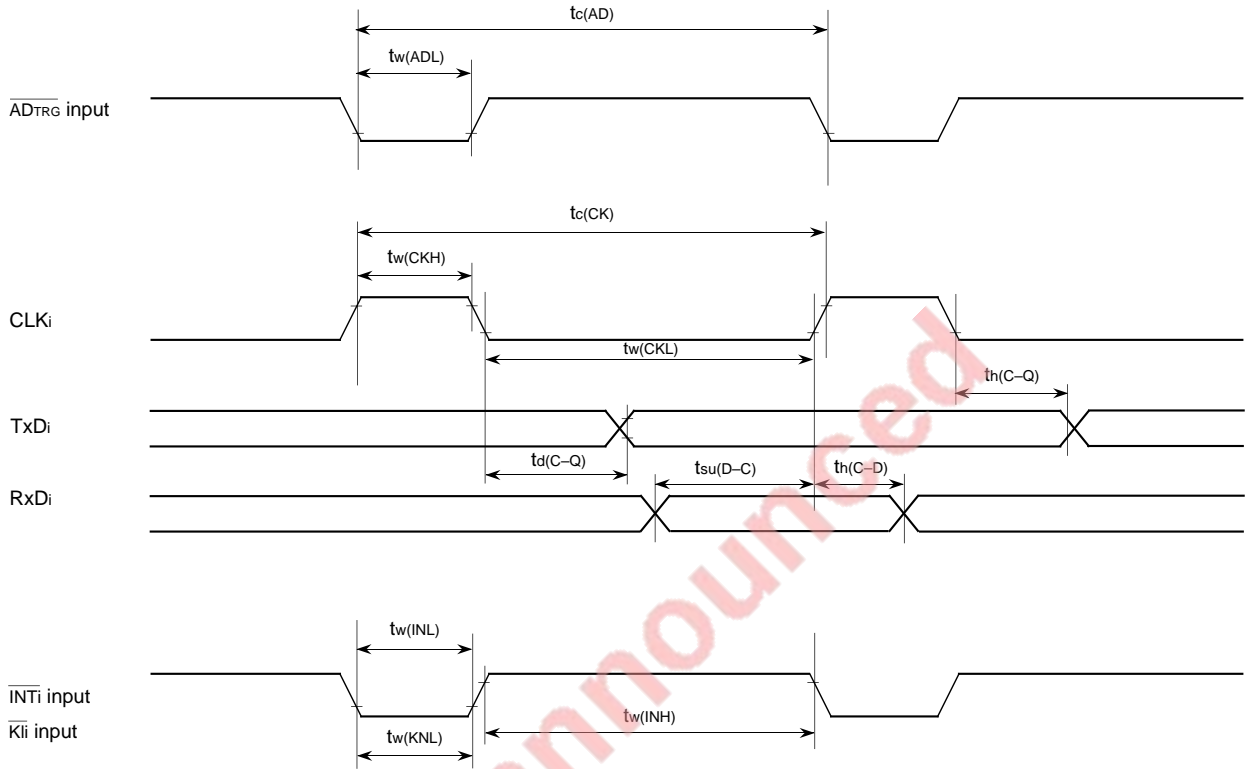 tc(AD)
tw(ADL)
ADTRG input
tc(CK)
tw(CKH)
CLKi
tw(CKL)
th(C–Q)
TxDi
td(C–Q)
tsu(D–C)
th(C–D)
RxDi
tw(INL)
INTi input
tw(INH)
KIi input
tw(KNL)
nnounced